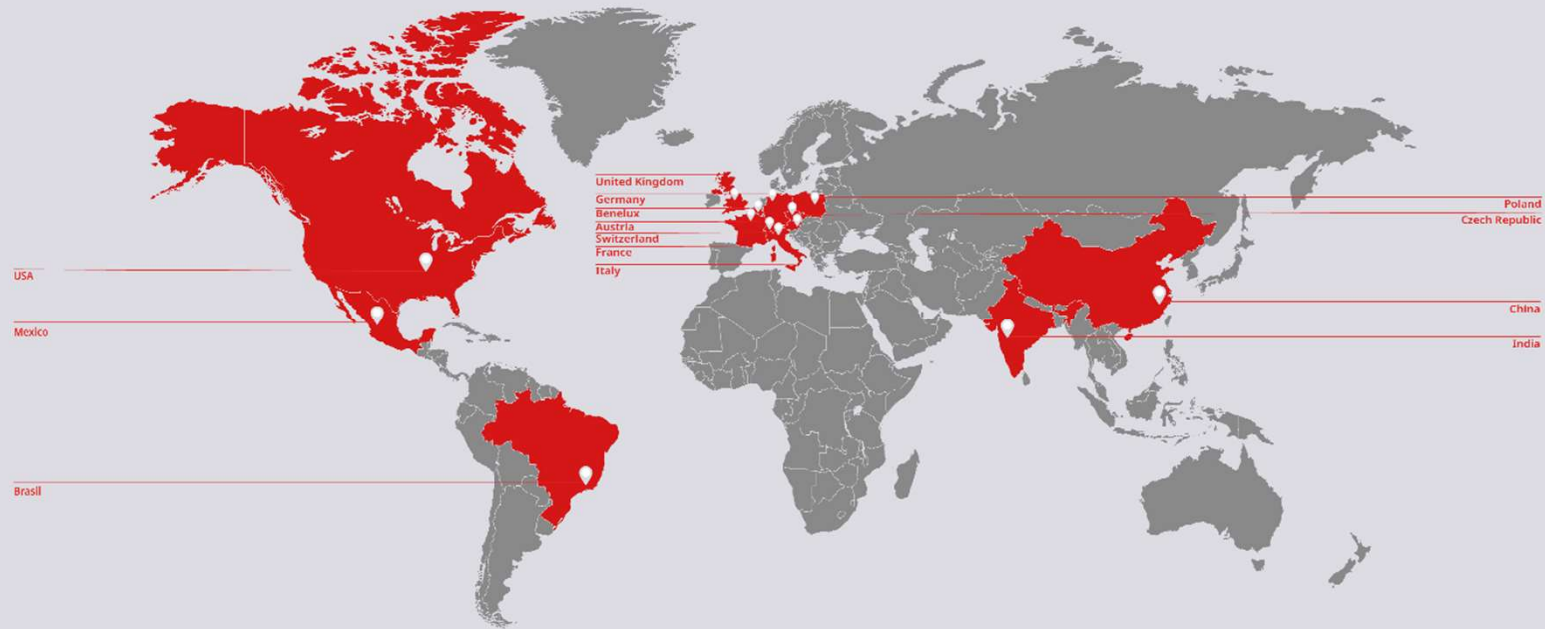 United Kingdom
Germany
Benelux
Austria
Switzerland
France
Italy
Poland
Czech Republic
USA
China
Mexico
India
Brasil